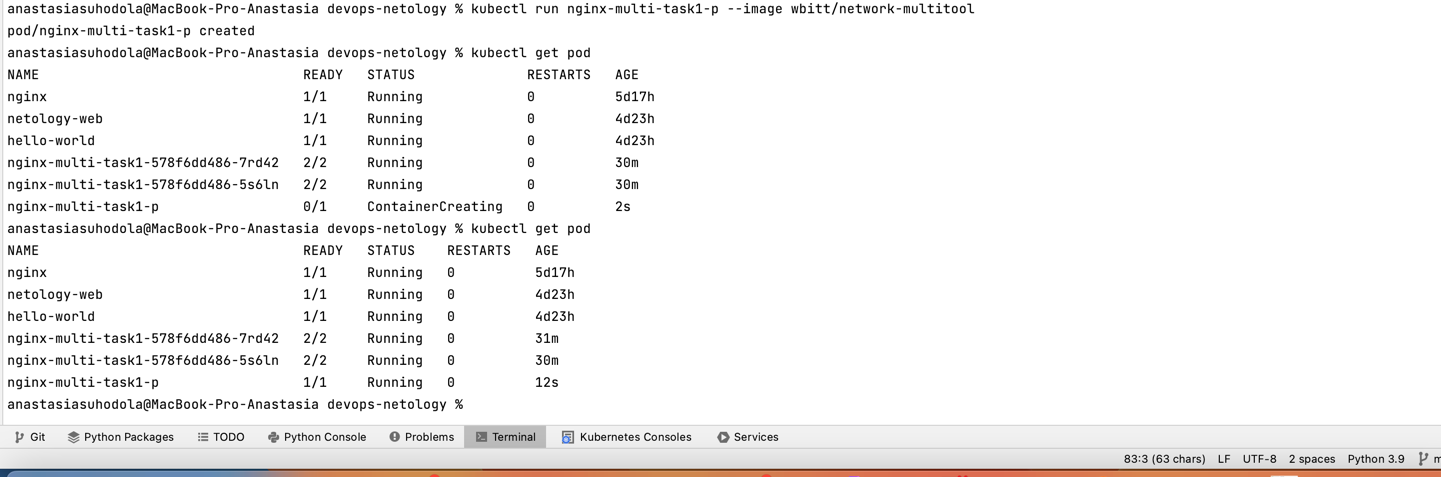 anastasiasuhodola@MacBook-Pro-Anastasia devops-netology % kubectl run nginx-multi-task1-p --image wbitt/network-multitool
pod/nginx-multi-task1-p created
anastasiasuhodola@MacBook-Pro-Anastasia devops-netology % kubectl get pod
NAME READY STATUS RESTARTS AGE
nginx 1/1 Running 0 5d17h
netology-web 1/1 Running 0 4d23h
hello-world 1/1 Running 0 4d23h
nginx-multi-task1-578f6dd486-7rd42 2/2 Running 0 30m
nginx-multi-task1-578f6dd486-5s6ln 2/2 Running 0 30m
nginx-multi-task1-p 0/1 ContainerCreating 0 2s
anastasiasuhodola@MacBook-Pro-Anastasia devops-netology % kubectl get pod
NAME READY STATUS RESTARTS AGE
nginx 1/1 Running 0 5d17h
netology-web 1/1 Running 0 4d23h
hello-world 1/1 Running 0 4d23h
nginx-multi-task1-578f6dd486-7rd42 2/2 Running 0 31m
nginx-multi-task1-578f6dd486-5s6ln 2/2 Running 0 30m
nginx-multi-task1-p 1/1 Running 0 12s
anastasiasuhodola@MacBook-Pro-Anastasia devops-netology %
Git Python Packages TODO Python Console Problems Terminal Kubernetes Consoles Services
83:3 (63 chars) LF UTF-8 2 spaces Python 3.9